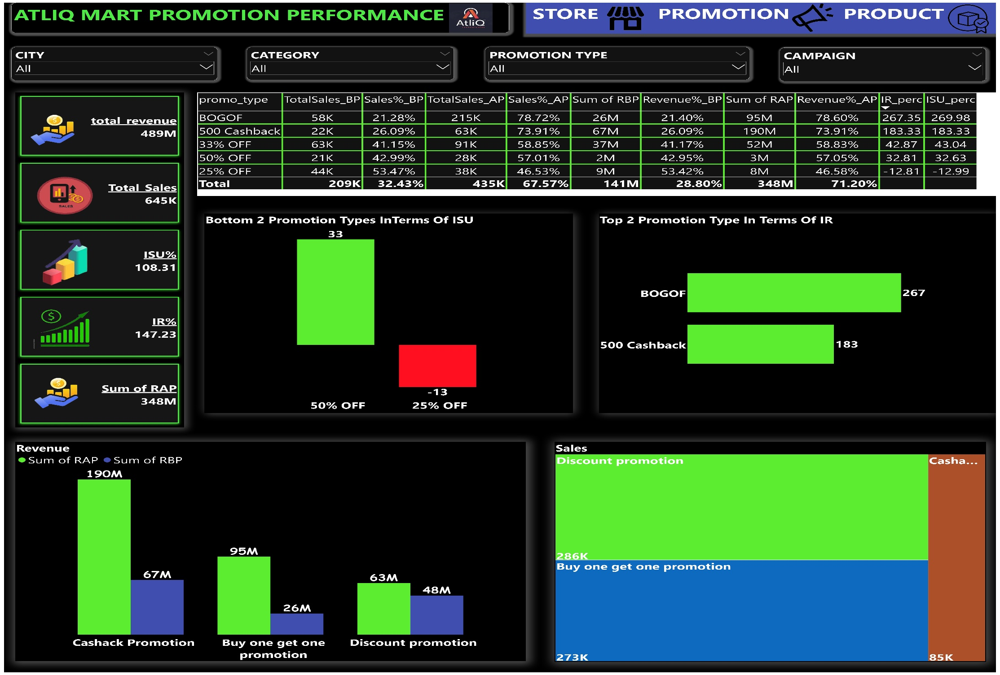 ATLIQ MART PROMOTION PERFORMANCE
AtliQ
STORE PROMOTION PRODUCT
CITY
All
CATEGORY
All
PROMOTION TYPE
All
CAMPAIGN
All
total revenue
489M
Total Sales
645K
SALES
ISU%
108.31
IR%
147.23
Sum of RAP
348M
promo_type TotalSales_BP Sales%_BP TotalSales_AP Sales%_AP Sum of RBP Revenue%_BP Sum of RAP Revenue%_AP IR_perc ISU_perc
BOGOF 58K 21.28% 215K 78.72% 26M 21.40% 95M 78.60% 267.35 269.98
500 Cashback 22K 26.09% 63K 73.91% 67M 26.09% 190M 73.91% 183.33 183.33
33% OFF 63K 41.15% 91K 58.85% 37M 41.17% 52M 58.83% 42.87 43.04
50% OFF 21K 42.99% 28K 57.01% 2M 42.95% 3M 57.05% 32.81 32.63
25% OFF 44K 53.47% 38K 46.53% 9M 53.42% 8M 46.58% -12.81 -12.99
Total 209K 32.43% 435K 67.57% 141M 28.80% 348M 71.20%
Bottom 2 Promotion Types InTerms Of ISU
33
-13
50% OFF 25% OFF
Top 2 Promotion Type In Terms Of IR
BOGOF 267
500 Cashback 183
Revenue
Sum of RAP Sum of RBP
190M
67M
95M
26M
63M
48M
Cashack Promotion
Buy one get one
promotion
Discount promotion
Sales
Discount promotion
286K
Buy one get one promotion
273K
Casha...
85K